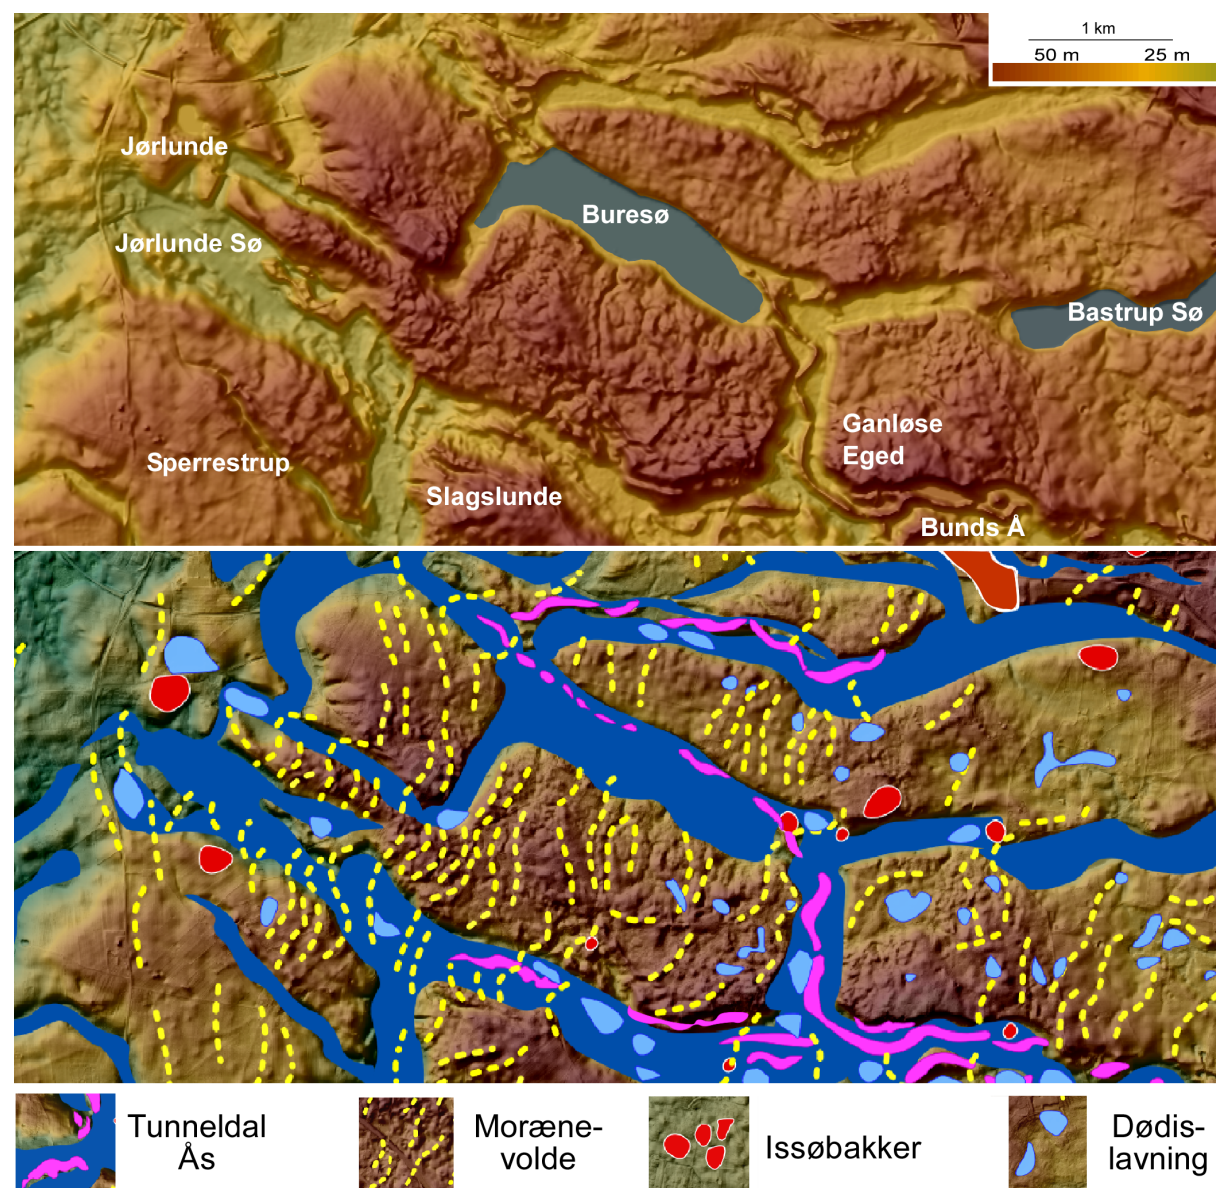 1 km
50 m 25 m
Jørlunde
Buresø
Jørlunde Sø
Bastrup Sø
Ganløse
Eged
Sperrestrup
Slagslunde
Bunds Å
Tunneldal
Ås
Moræne-
volde
Issøbakker
Dødis-
lavning